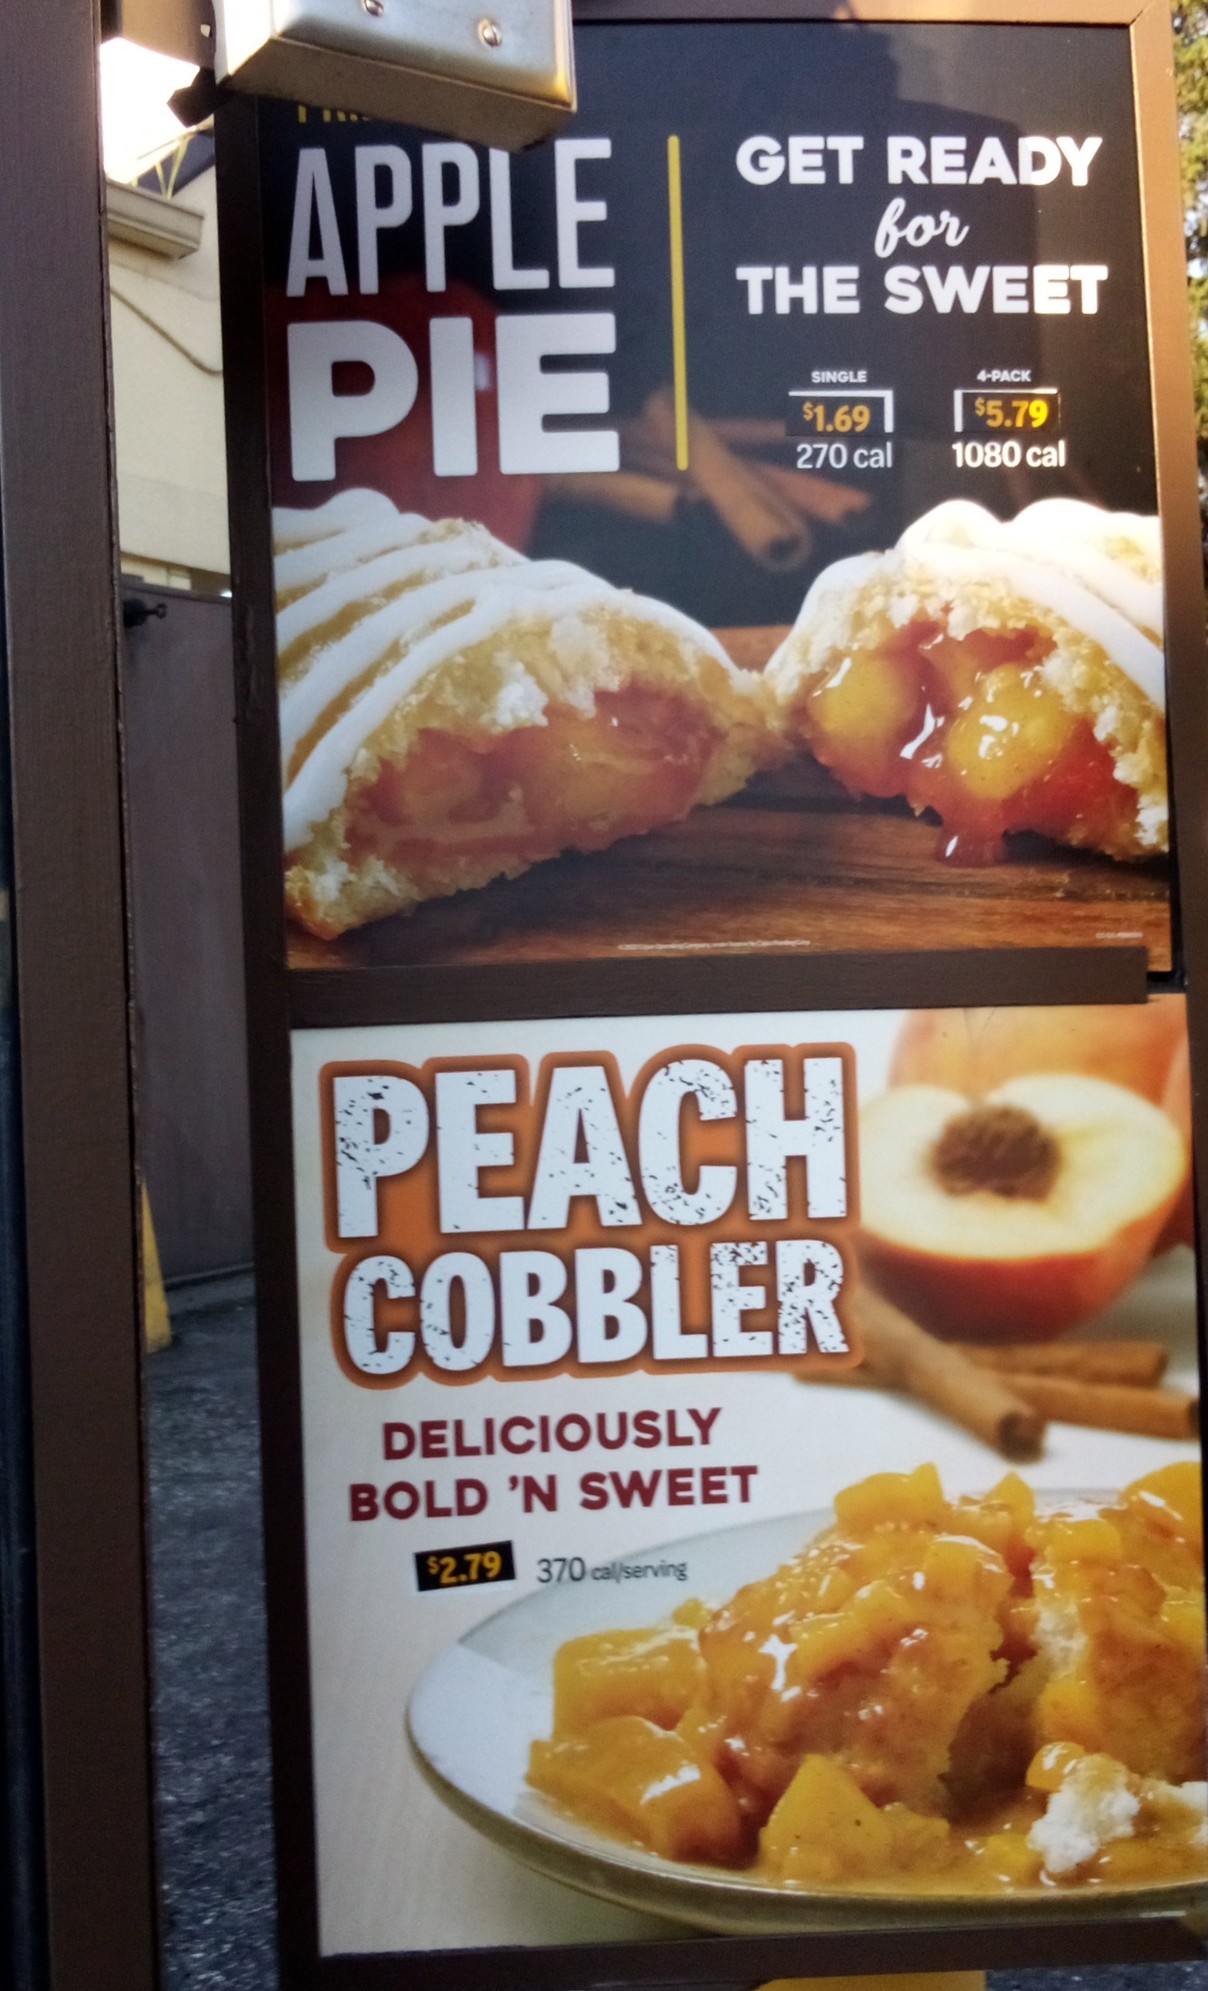 APPLE
PIE
GET READY
for
THE SWEET
SINGLE
$1.69
270 cal
4-PACK
$5.79
1080 cal
PEACH
COBBLER
DELICIOUSLY
BOLD 'N SWEET
$2.79 370 cal/serving